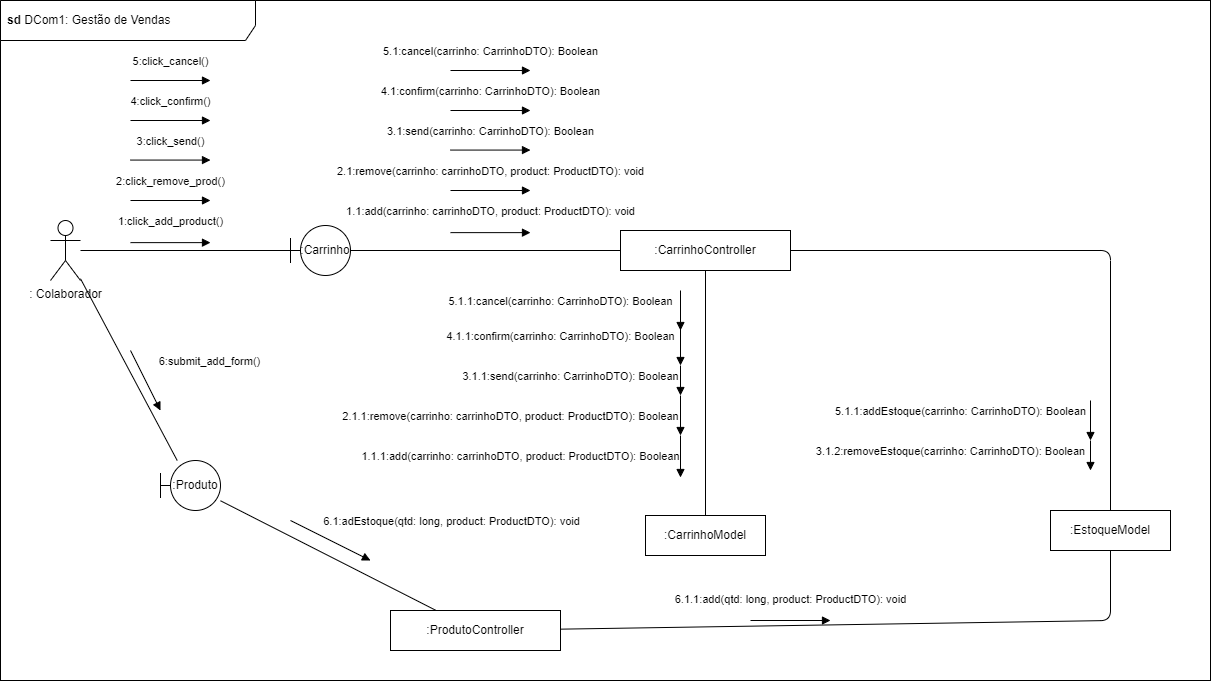 sd DCom1: Gestão de Vendas
5:click_cancel()
5.1:cancel(carrinho: CarrinhoDTO): Boolean
4:click_confirm()
4.1:confirm(carrinho: CarrinhoDTO): Boolean
3:click_send()
3.1:send(carrinho: CarrinhoDTO): Boolean
2:click_remove_prod()
2.1:remove(carrinho: carrinhoDTO, product: ProductDTO): void
1:click_add_product()
1.1:add(carrinho: carrinhoDTO, product: ProductDTO): void
:Carrinho
:CarrinhoController
: Colaborador
5.1.1:cancel(carrinho: CarrinhoDTO): Boolean
4.1.1:confirm(carrinho: CarrinhoDTO): Boolean
3.1.1:send(carrinho: CarrinhoDTO): Boolean
2.1.1:remove(carrinho: carrinhoDTO, product: ProductDTO): Boolean
1.1.1:add(carrinho: carrinhoDTO, product: ProductDTO): Boolean
6:submit_add_form()
5.1.1:addEstoque(carrinho: CarrinhoDTO): Boolean
3.1.2:removeEstoque(carrinho: CarrinhoDTO): Boolean
:Produto
6.1:adEstoque(qtd: long, product: ProductDTO): void
:CarrinhoModel
:EstoqueModel
6.1.1:add(qtd: long, product: ProductDTO): void
:ProdutoController